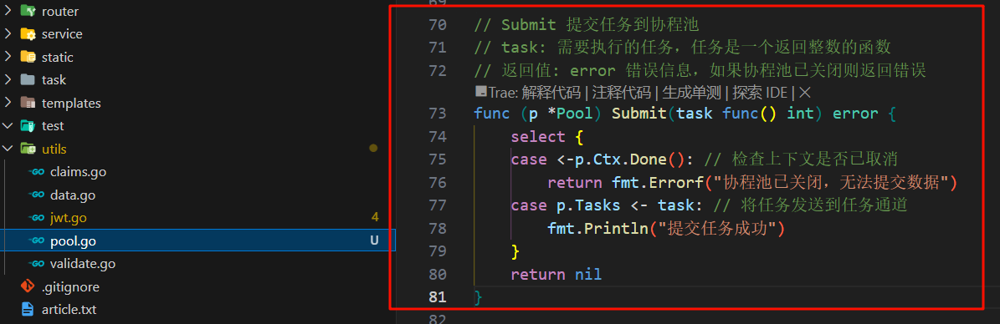 router
service
static
task
templates
test
utils
claims.go
data.go
jwt.go 4
pool.go U
validate.go
.gitignore
article.txt
69
70 // Submit 提交任务到协程池
71 // task: 需要执行的任务，任务是一个返回整数的函数
72 // 返回值: error 错误信息，如果协程池已关闭则返回错误
Trae: 解释代码 | 注释代码 | 生成单测 | 探索 IDE | ×
73 func (p *Pool) Submit(task func() int) error {
74 select {
75 case <-p.Ctx.Done(): // 检查上下文是否已取消
76 return fmt.Errorf("协程池已关闭，无法提交数据")
77 case p.Tasks <- task: // 将任务发送到任务通道
78 fmt.Println("提交任务成功")
79 }
80 return nil
81 }
82